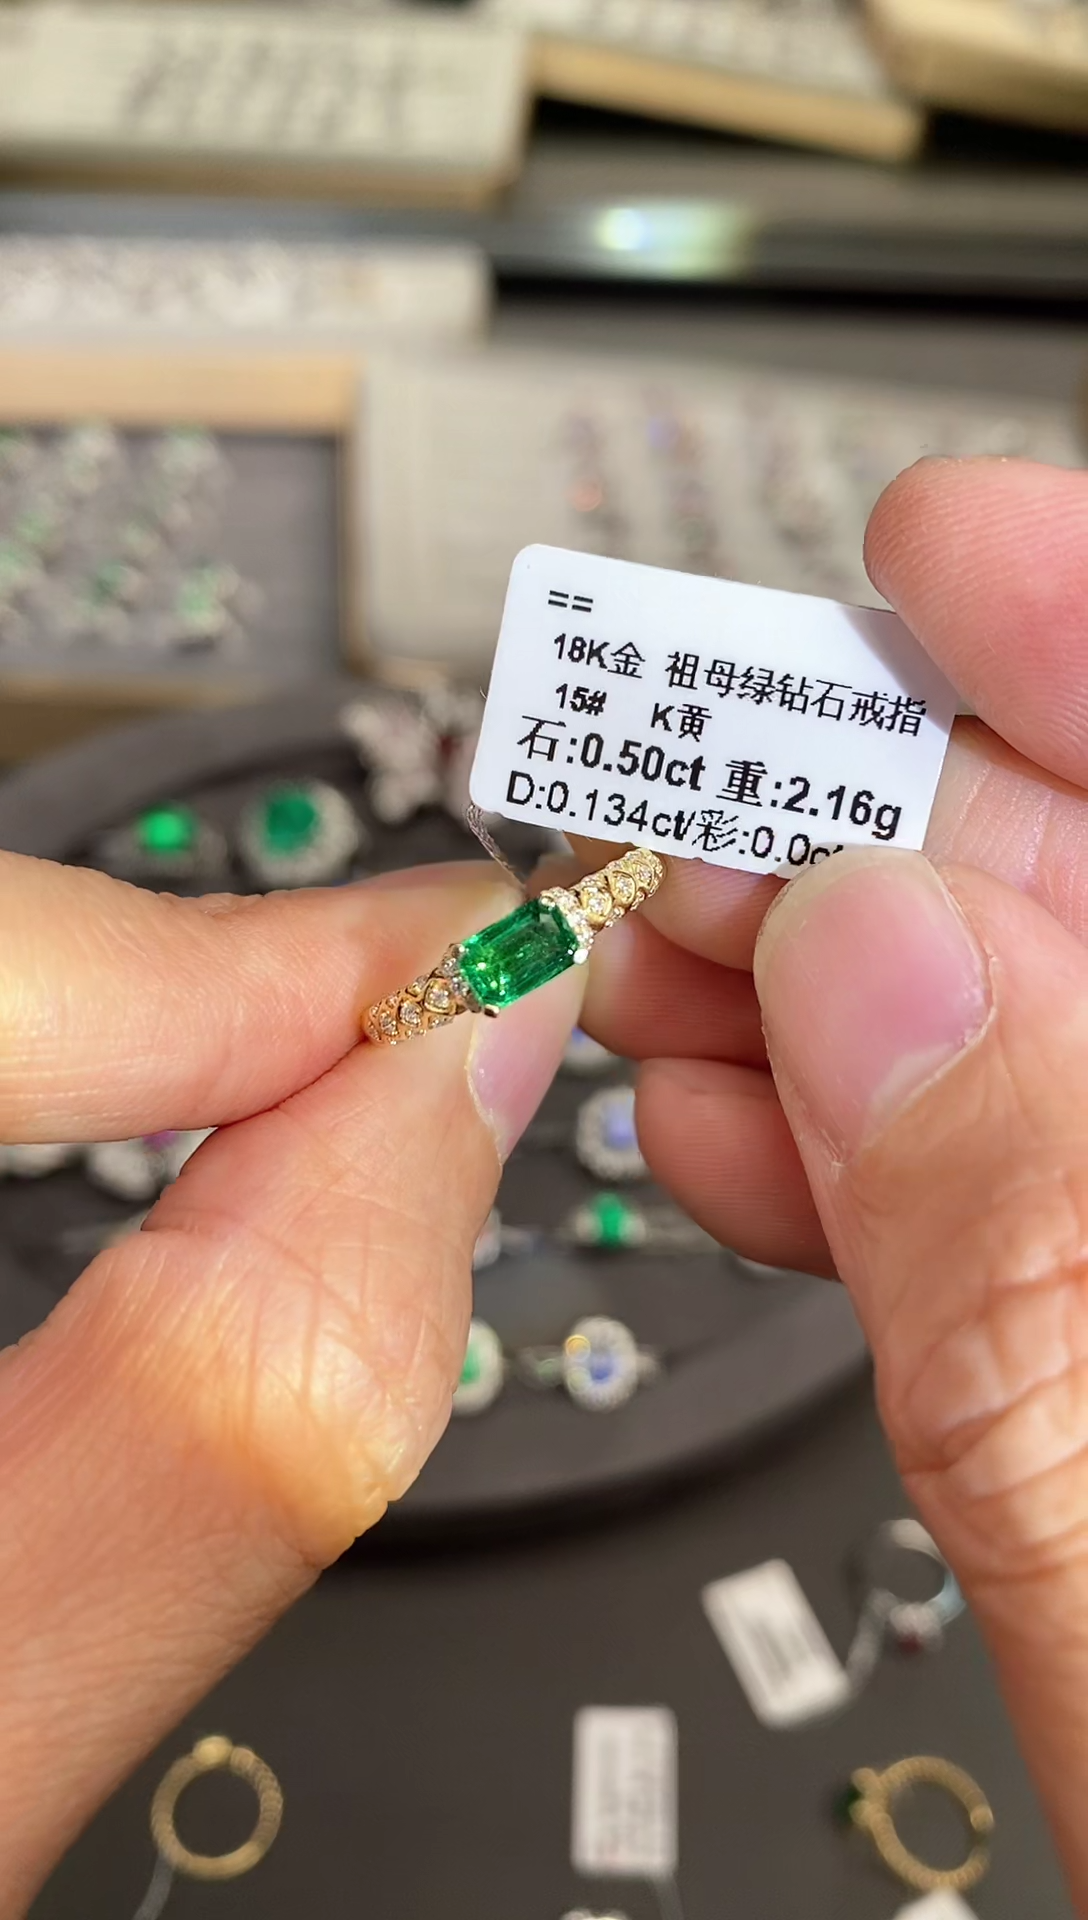 ==
18K金 祖母绿钻石戒指
15# K黄
石:0.50ct 重:2.16g
D:0.134ct/彩:0.0c